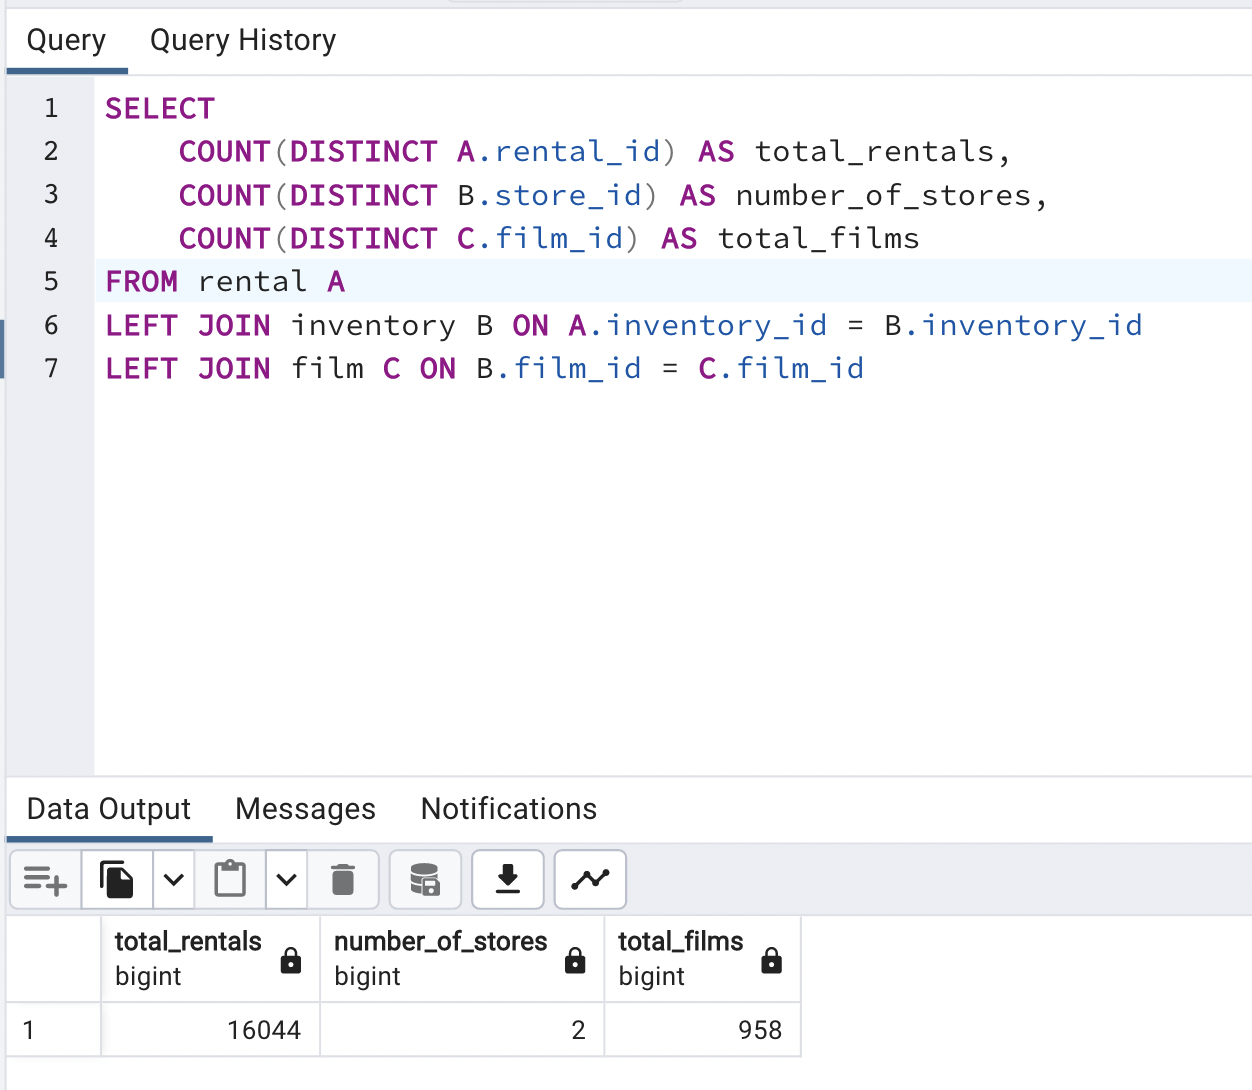 Query Query History
1 SELECT
2 COUNT(DISTINCT A.rental_id) AS total_rentals,
3 COUNT(DISTINCT B.store_id) AS number_of_stores,
4 COUNT(DISTINCT C.film_id) AS total_films
5 FROM rental A
6 LEFT JOIN inventory B ON A.inventory_id = B.inventory_id
7 LEFT JOIN film C ON B.film_id = C.film_id
Data Output Messages Notifications
total_rentals number_of_stores total_films
bigint bigint bigint
1 16044 2 958